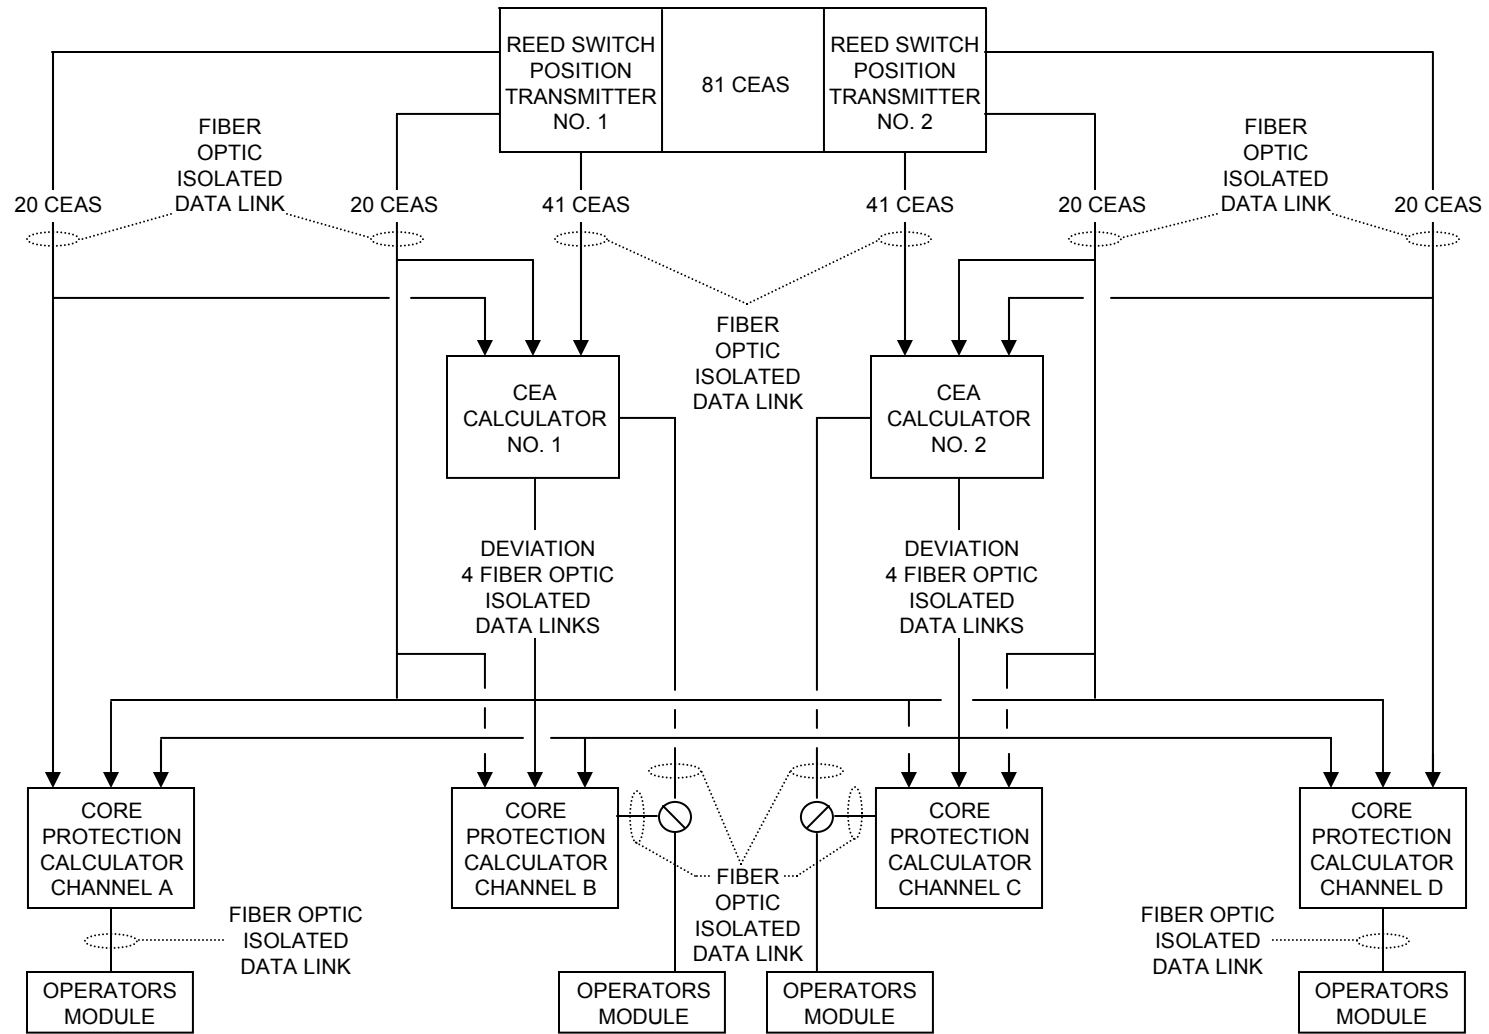 REED SWITCH
POSITION
TRANSMITTER
NO. 1
81 CEAS
REED SWITCH
POSITION
TRANSMITTER
NO. 2
FIBER
OPTIC
ISOLATED
DATA LINK
FIBER
OPTIC
ISOLATED
DATA LINK
20 CEAS
20 CEAS
41 CEAS
41 CEAS
20 CEAS
20 CEAS
FIBER
OPTIC
ISOLATED
DATA LINK
CEA
CALCULATOR
NO. 1
CEA
CALCULATOR
NO. 2
DEVIATION
4 FIBER OPTIC
ISOLATED
DATA LINKS
DEVIATION
4 FIBER OPTIC
ISOLATED
DATA LINKS
CORE
PROTECTION
CALCULATOR
CHANNEL A
CORE
PROTECTION
CALCULATOR
CHANNEL B
CORE
PROTECTION
CALCULATOR
CHANNEL C
CORE
PROTECTION
CALCULATOR
CHANNEL D
FIBER OPTIC
ISOLATED
DATA LINK
FIBER
OPTIC
ISOLATED
DATA LINK
FIBER OPTIC
ISOLATED
DATA LINK
OPERATORS
MODULE
OPERATORS
MODULE
OPERATORS
MODULE
OPERATORS
MODULE